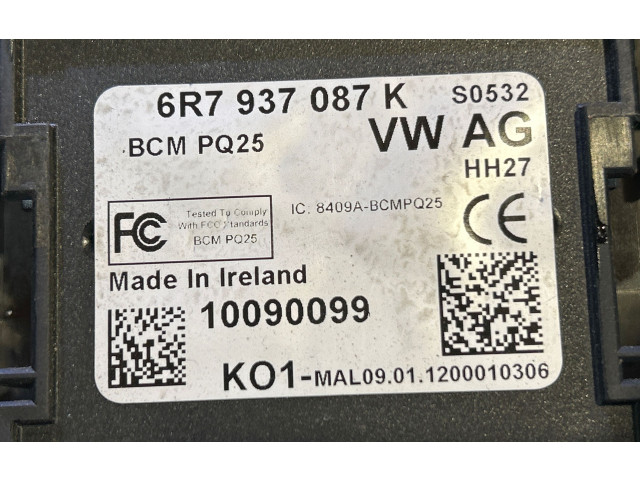 6R7 937 087 K S0532
BCM PQ25 VW AG
HH27
FC Tested To Comply
With FCC Standards
BCM PQ25
IC. 8409A-BCMPQ25
CE
Made In Ireland
10090099
KO1-MAL09.01.1200010306